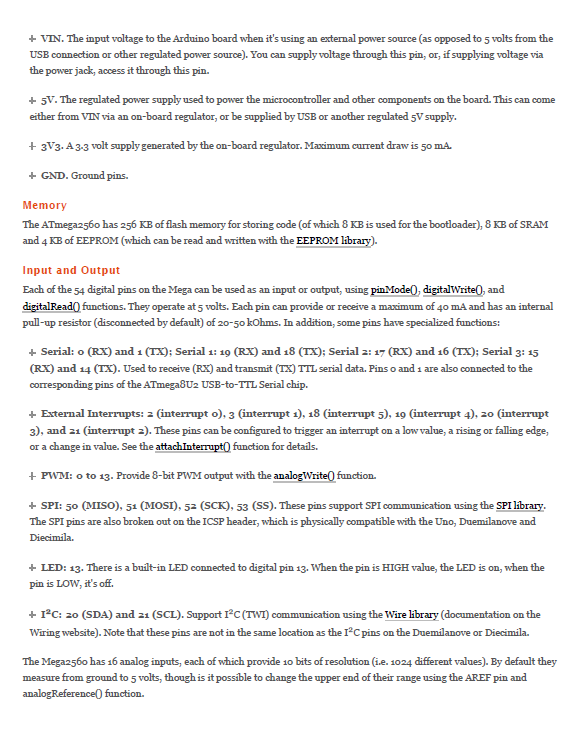 + VIN. The input voltage to the Arduino board when it's using an external power source (as opposed to 5 volts from the
USB connection or other regulated power source). You can supply voltage through this pin, or, if supplying voltage via
the power jack, access it through this pin.
+ 5V. The regulated power supply used to power the microcontroller and other components on the board. This can come
either from VIN via an on-board regulator, or be supplied by USB or another regulated 5V supply.
+ 3V3. A 3.3 volt supply generated by the on-board regulator. Maximum current draw is 50 mA.
+ GND. Ground pins.
Memory
The ATmega2560 has 256 KB of flash memory for storing code (of which 8 KB is used for the bootloader), 8 KB of SRAM
and 4 KB of EEPROM (which can be read and written with the EEPROM library).
Input and Output
Each of the 54 digital pins on the Mega can be used as an input or output, using pinMode(), digitalWrite(), and
digitalRead() functions. They operate at 5 volts. Each pin can provide or receive a maximum of 40 mA and has an internal
pull-up resistor (disconnected by default) of 20-50 kOhms. In addition, some pins have specialized functions:
+ Serial: 0 (RX) and 1 (TX); Serial 1: 19 (RX) and 18 (TX); Serial 2: 17 (RX) and 16 (TX); Serial 3: 15
(RX) and 14 (TX). Used to receive (RX) and transmit (TX) TTL serial data. Pins 0 and 1 are also connected to the
corresponding pins of the ATmega8U2 USB-to-TTL Serial chip.
+ External Interrupts: 2 (interrupt 0), 3 (interrupt 1), 18 (interrupt 5), 19 (interrupt 4), 20 (interrupt
3), and 21 (interrupt 2). These pins can be configured to trigger an interrupt on a low value, a rising or falling edge,
or a change in value. See the attachInterrupt() function for details.
+ PWM: 0 to 13. Provide 8-bit PWM output with the analogWrite() function.
+ SPI: 50 (MISO), 51 (MOSI), 52 (SCK), 53 (SS). These pins support SPI communication using the SPI library.
The SPI pins are also broken out on the ICSP header, which is physically compatible with the Uno, Duemilanove and
Diecimila.
+ LED: 13. There is a built-in LED connected to digital pin 13. When the pin is HIGH value, the LED is on, when the
pin is LOW, it's off.
+ I²C: 20 (SDA) and 21 (SCL). Support I²C (TWI) communication using the Wire library (documentation on the
Wiring website). Note that these pins are not in the same location as the I²C pins on the Duemilanove or Diecimila.
The Mega2560 has 16 analog inputs, each of which provide 10 bits of resolution (i.e. 1024 different values). By default they
measure from ground to 5 volts, though is it possible to change the upper end of their range using the AREF pin and
analogReference() function.